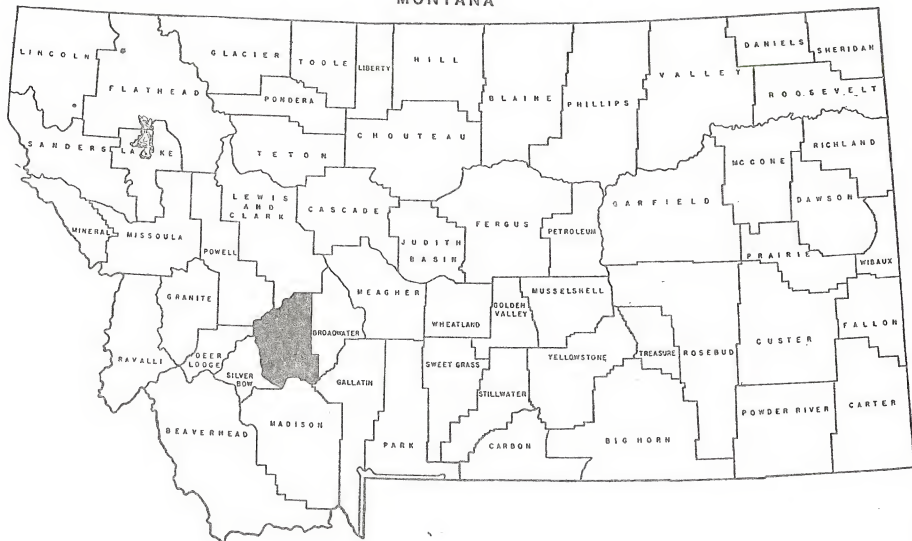 MONTANA
LINCOLN
FLATHEAD
GLACIER
TOOLE
LIBERTY
HILL
BLAINE
PHILLIPS
VALLEY
DANIELS
SHERIDAN
ROOSEVELT
PONDERA
CHOUTEAU
SANDERS
LAKE
TETON
RICHLAND
MCCONE
DAWSON
GARFIELD
LEWIS
AND
CLARK
CASCADE
FERGUS
PETROLEUM
JUDITH
BASIN
MINERAL
MISSOULA
POWELL
PRAIRIE
WIBAUX
GRANITE
MEAGHER
WHEATLAND
GOLDEN
VALLEY
MUSSELSHELL
BROADWATER
CUSTER
FALLON
RAVALLI
DEER
LODGE
SILVER
BOW
GALLATIN
SWEET GRASS
STILLWATER
YELLOWSTONE
TREASURE
ROSEBUD
BEAVERHEAD
MADISON
PARK
CARBON
BIG HORN
POWDER RIVER
CARTER